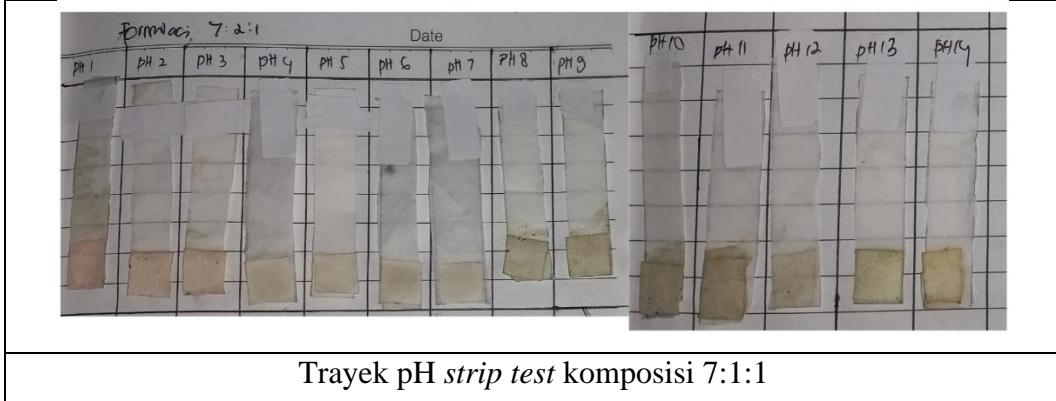 Formulasi 7:2:1
Date
pH 1 pH 2 pH 3 pH 4 pH 5 pH 6 pH 7 pH 8 pH 9 pH 10 pH 11 pH 12 pH 13 pH 14
Trayek pH strip test komposisi 7:1:1